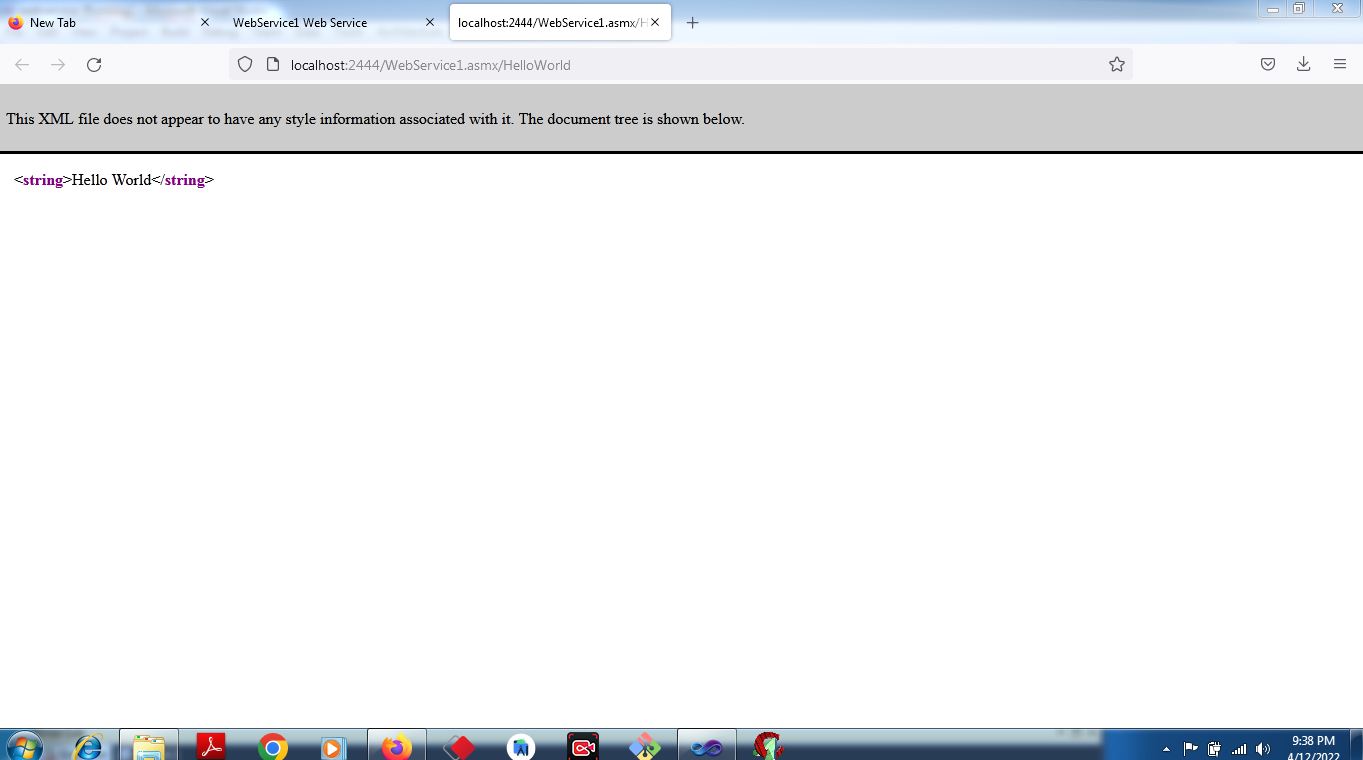 New Tab
WebService1 Web Service
localhost:2444/WebService1.asmx/H
localhost:2444/WebService1.asmx/HelloWorld
This XML file does not appear to have any style information associated with it. The document tree is shown below.
<string>Hello World</string>
9:38 PM
4/12/2022